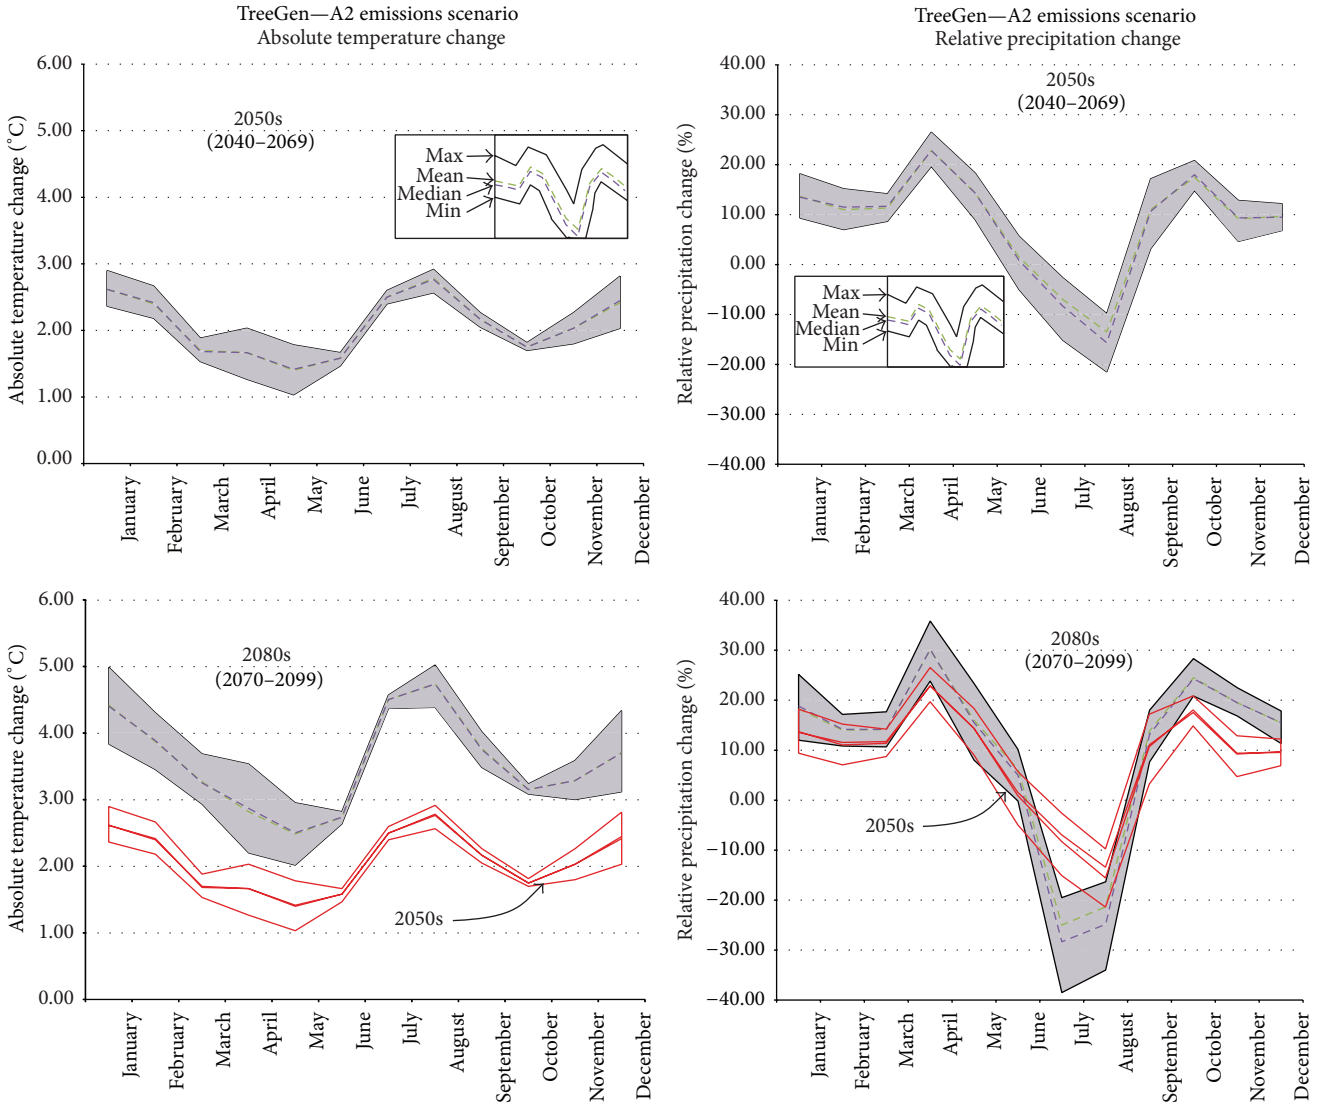 TreeGen—A2 emissions scenario
Absolute temperature change
Absolute temperature change (°C)
6.00
5.00
4.00
3.00
2.00
1.00
0.00
2050s
(2040–2069)
Max
Mean
Median
Min
January
February
March
April
May
June
July
August
September
October
November
December
TreeGen—A2 emissions scenario
Relative precipitation change
Relative precipitation change (%)
40.00
30.00
20.00
10.00
0.00
−10.00
−20.00
−30.00
−40.00
2050s
(2040–2069)
Max
Mean
Median
Min
January
February
March
April
May
June
July
August
September
October
November
December
Absolute temperature change (°C)
6.00
5.00
4.00
3.00
2.00
1.00
0.00
2080s
(2070–2099)
2050s
January
February
March
April
May
June
July
August
September
October
November
December
Relative precipitation change (%)
40.00
30.00
20.00
10.00
0.00
−10.00
−20.00
−30.00
−40.00
2080s
(2070–2099)
2050s
January
February
March
April
May
June
July
August
September
October
November
December